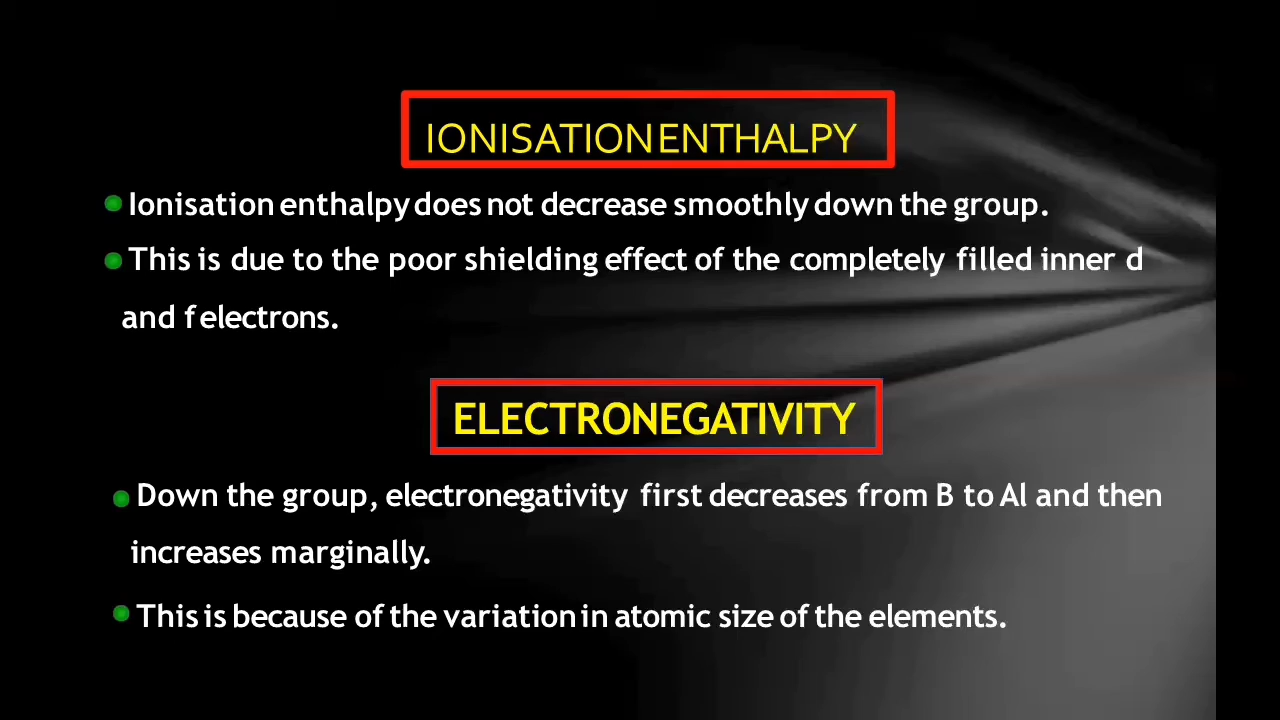 IONISATION ENTHALPY
Ionisation enthalpy does not decrease smoothly down the group.
This is due to the poor shielding effect of the completely filled inner d
and f electrons.
ELECTRONEGATIVITY
Down the group, electronegativity first decreases from B to Al and then
increases marginally.
This is because of the variation in atomic size of the elements.